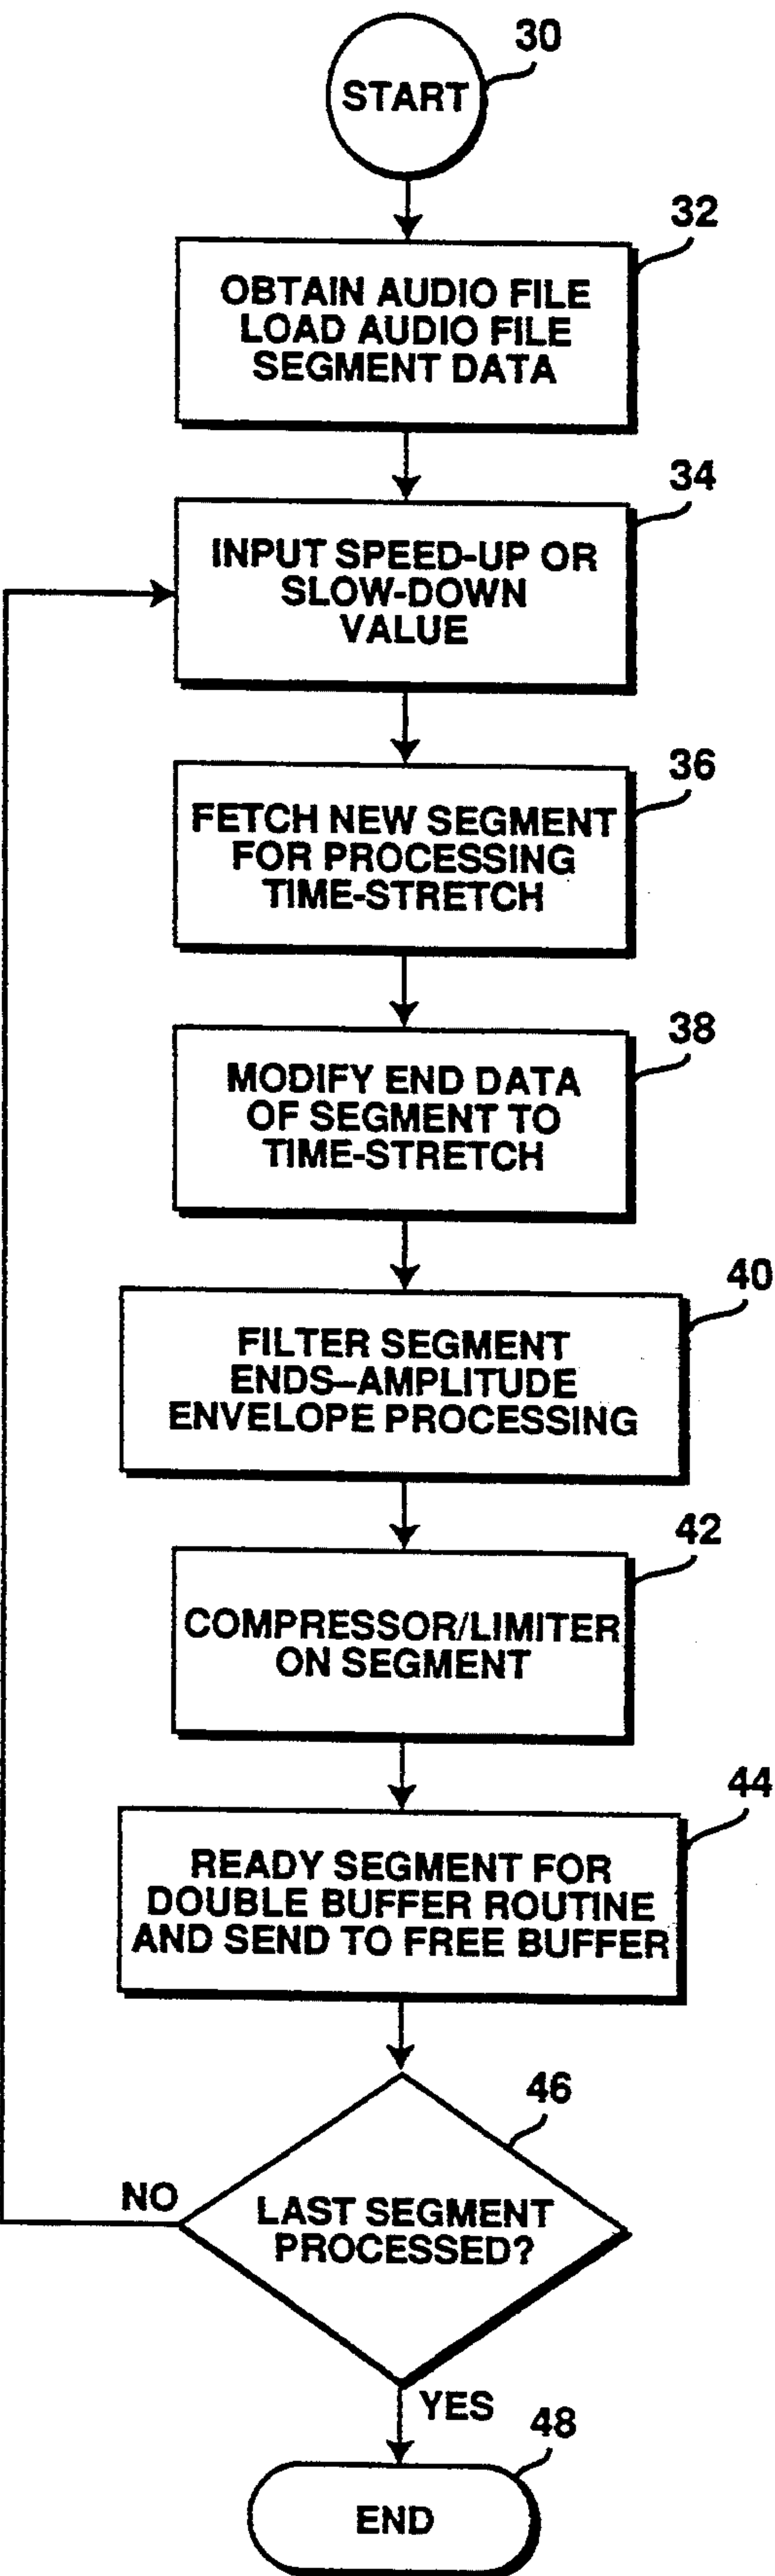 30
START
32
OBTAIN AUDIO FILE
LOAD AUDIO FILE
SEGMENT DATA
34
INPUT SPEED-UP OR
SLOW-DOWN
VALUE
36
FETCH NEW SEGMENT
FOR PROCESSING
TIME-STRETCH
38
MODIFY END DATA
OF SEGMENT TO
TIME-STRETCH
40
FILTER SEGMENT
ENDS–AMPLITUDE
ENVELOPE PROCESSING
42
COMPRESSOR/LIMITER
ON SEGMENT
44
READY SEGMENT FOR
DOUBLE BUFFER ROUTINE
AND SEND TO FREE BUFFER
46
NO
LAST SEGMENT
PROCESSED?
YES
48
END